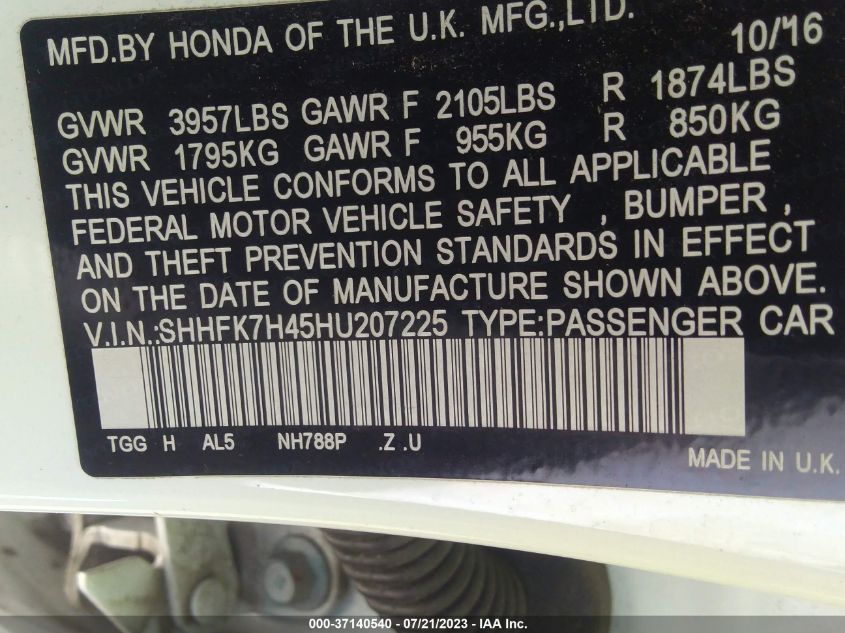 MFD.BY HONDA OF THE U.K. MFG.,LTD. 10/16
GVWR 3957LBS GAWR F 2105LBS R 1874LBS
GVWR 1795KG GAWR F 955KG R 850KG
THIS VEHICLE CONFORMS TO ALL APPLICABLE
FEDERAL MOTOR VEHICLE SAFETY , BUMPER ,
AND THEFT PREVENTION STANDARDS IN EFFECT
ON THE DATE OF MANUFACTURE SHOWN ABOVE.
V.I.N.:SHHFK7H45HU207225 TYPE:PASSENGER CAR
TGG H AL5 NH788P .Z .U
MADE IN U.K.
000-37140540 - 07/21/2023 - IAA Inc.